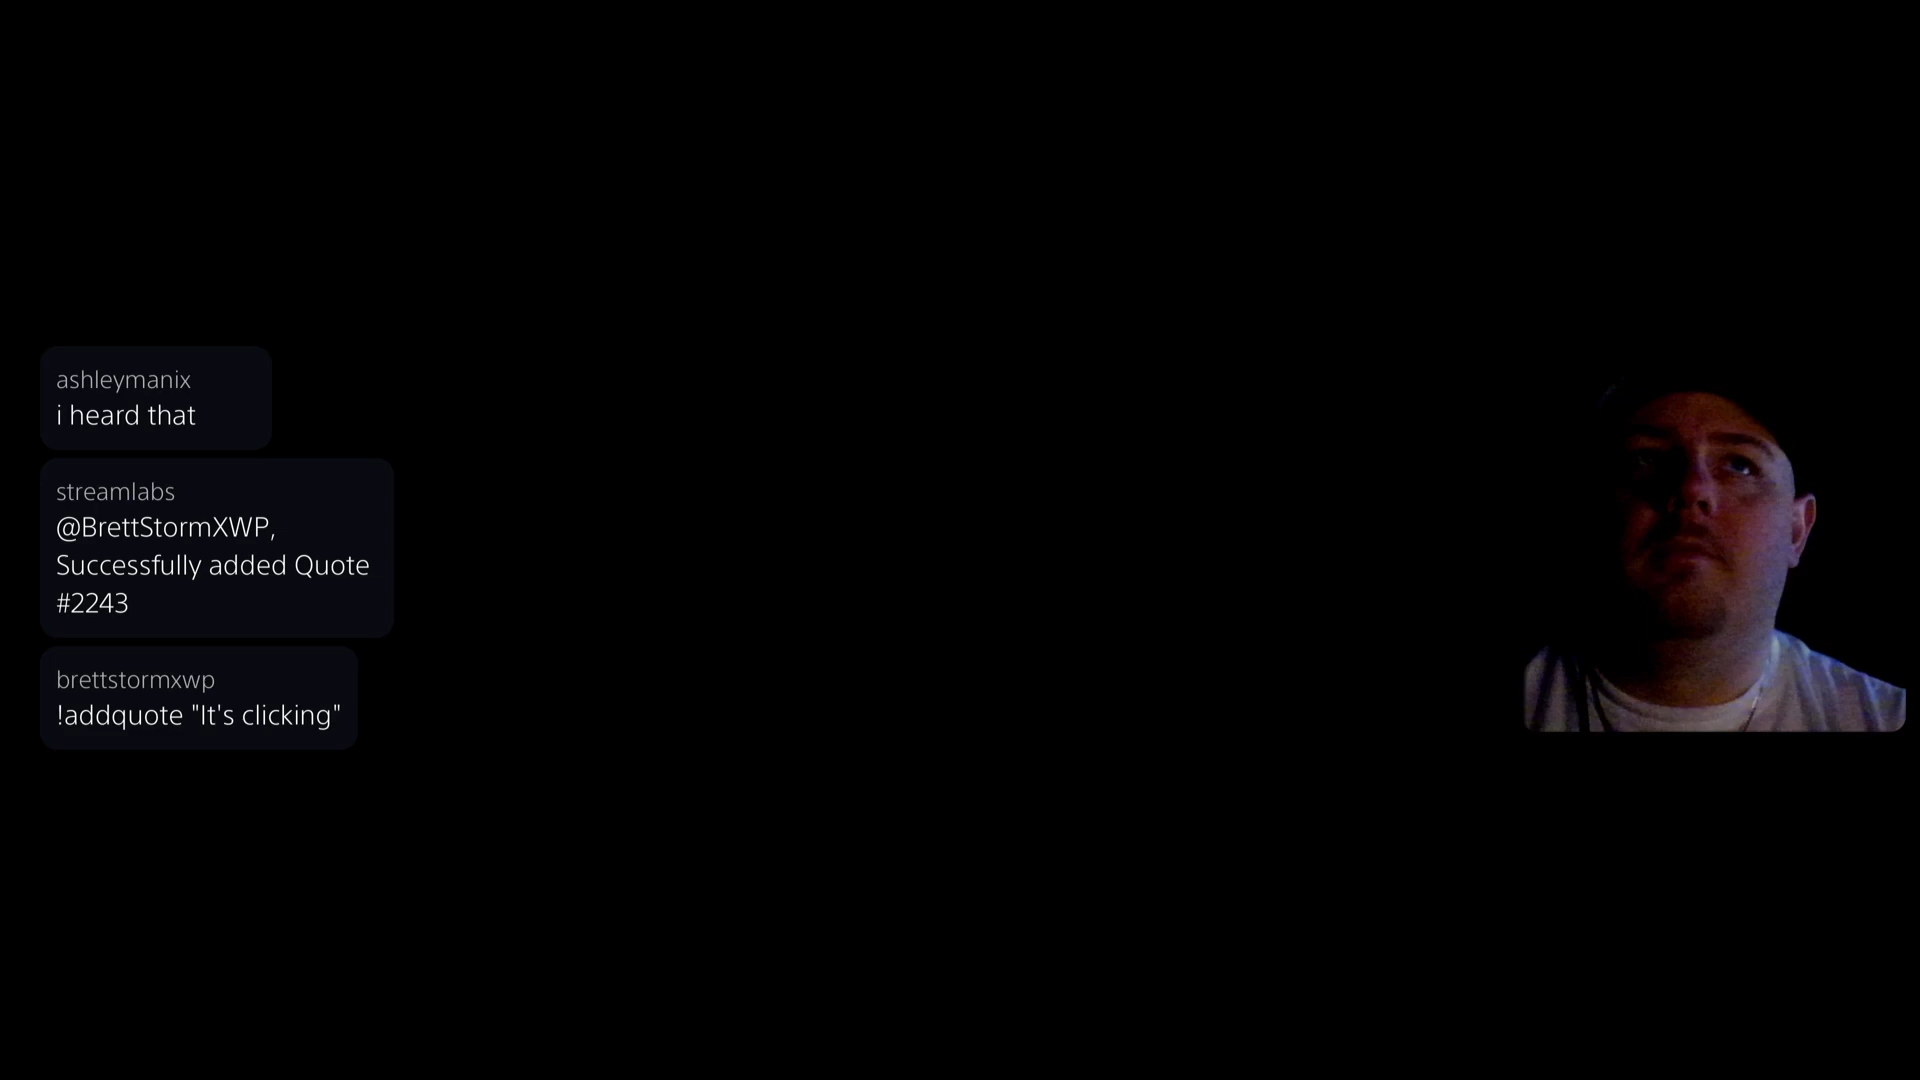 ashleymanix
i heard that
streamlabs
@BrettStormXWP,
Successfully added Quote
#2243
brettstormxwp
!addquote "It's clicking"